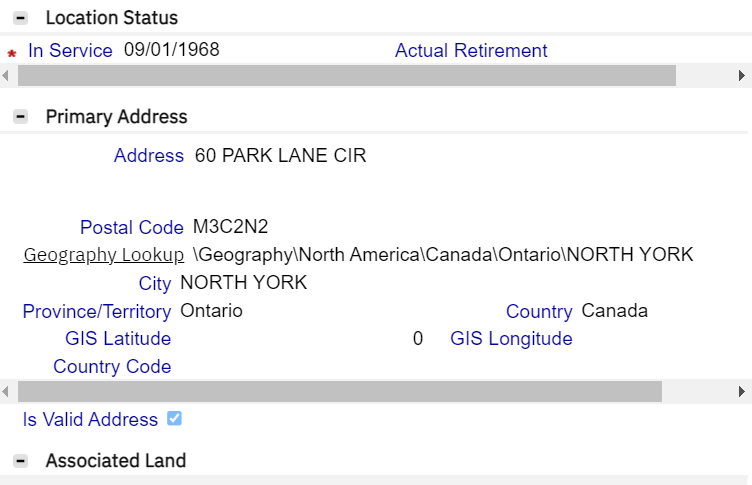 Location Status
* In Service 09/01/1968 Actual Retirement
Primary Address
Address 60 PARK LANE CIR
Postal Code M3C2N2
Geography Lookup \Geography\North America\Canada\Ontario\NORTH YORK
City NORTH YORK
Province/Territory Ontario Country Canada
GIS Latitude 0 GIS Longitude
Country Code
Is Valid Address
Associated Land